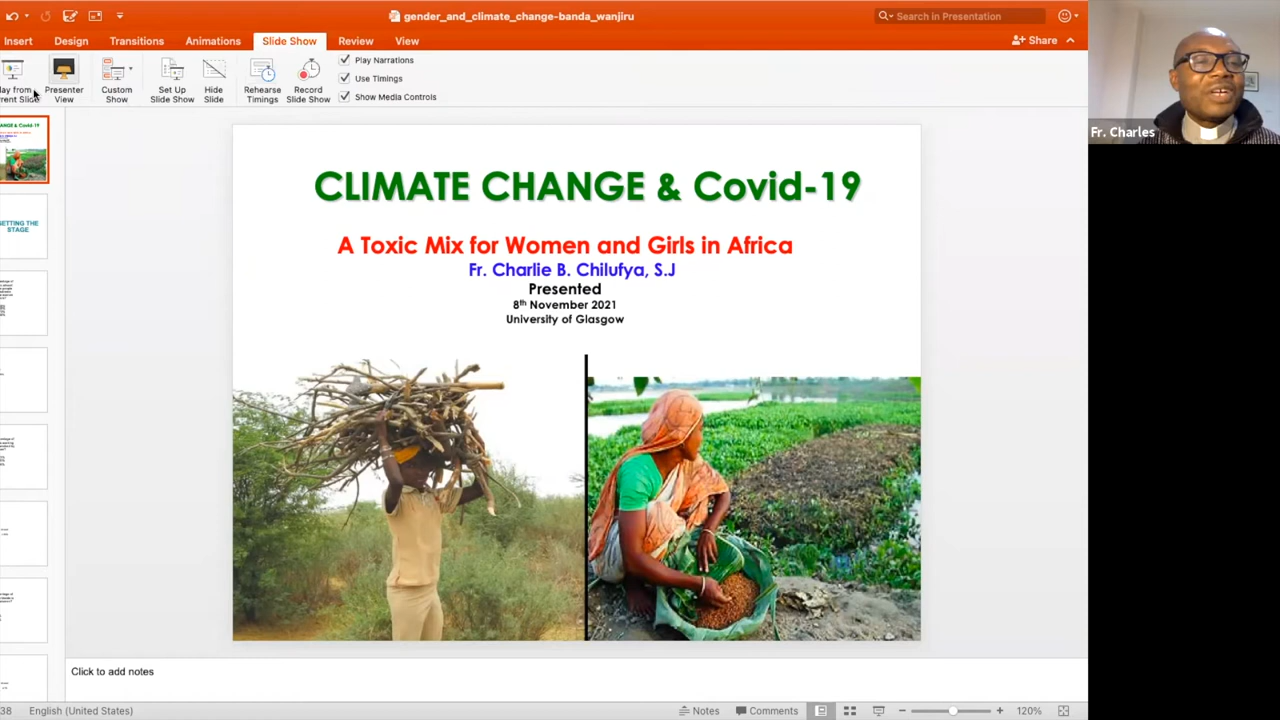 gender_and_climate_change-banda_wanjiru
Search in Presentation
Insert
Design
Transitions
Animations
Slide Show
Review
View
Share
Presenter
View
Custom
Show
Set Up
Slide Show
Hide
Slide
Rehearse
Timings
Record
Slide Show
Play Narrations
Use Timings
Show Media Controls
Fr. Charles
CLIMATE CHANGE & Covid-19
A Toxic Mix for Women and Girls in Africa
Fr. Charlie B. Chilufya, S.J
Presented
8th November 2021
University of Glasgow
STAGE
Click to add notes
38
English (United States)
Notes
Comments
120%